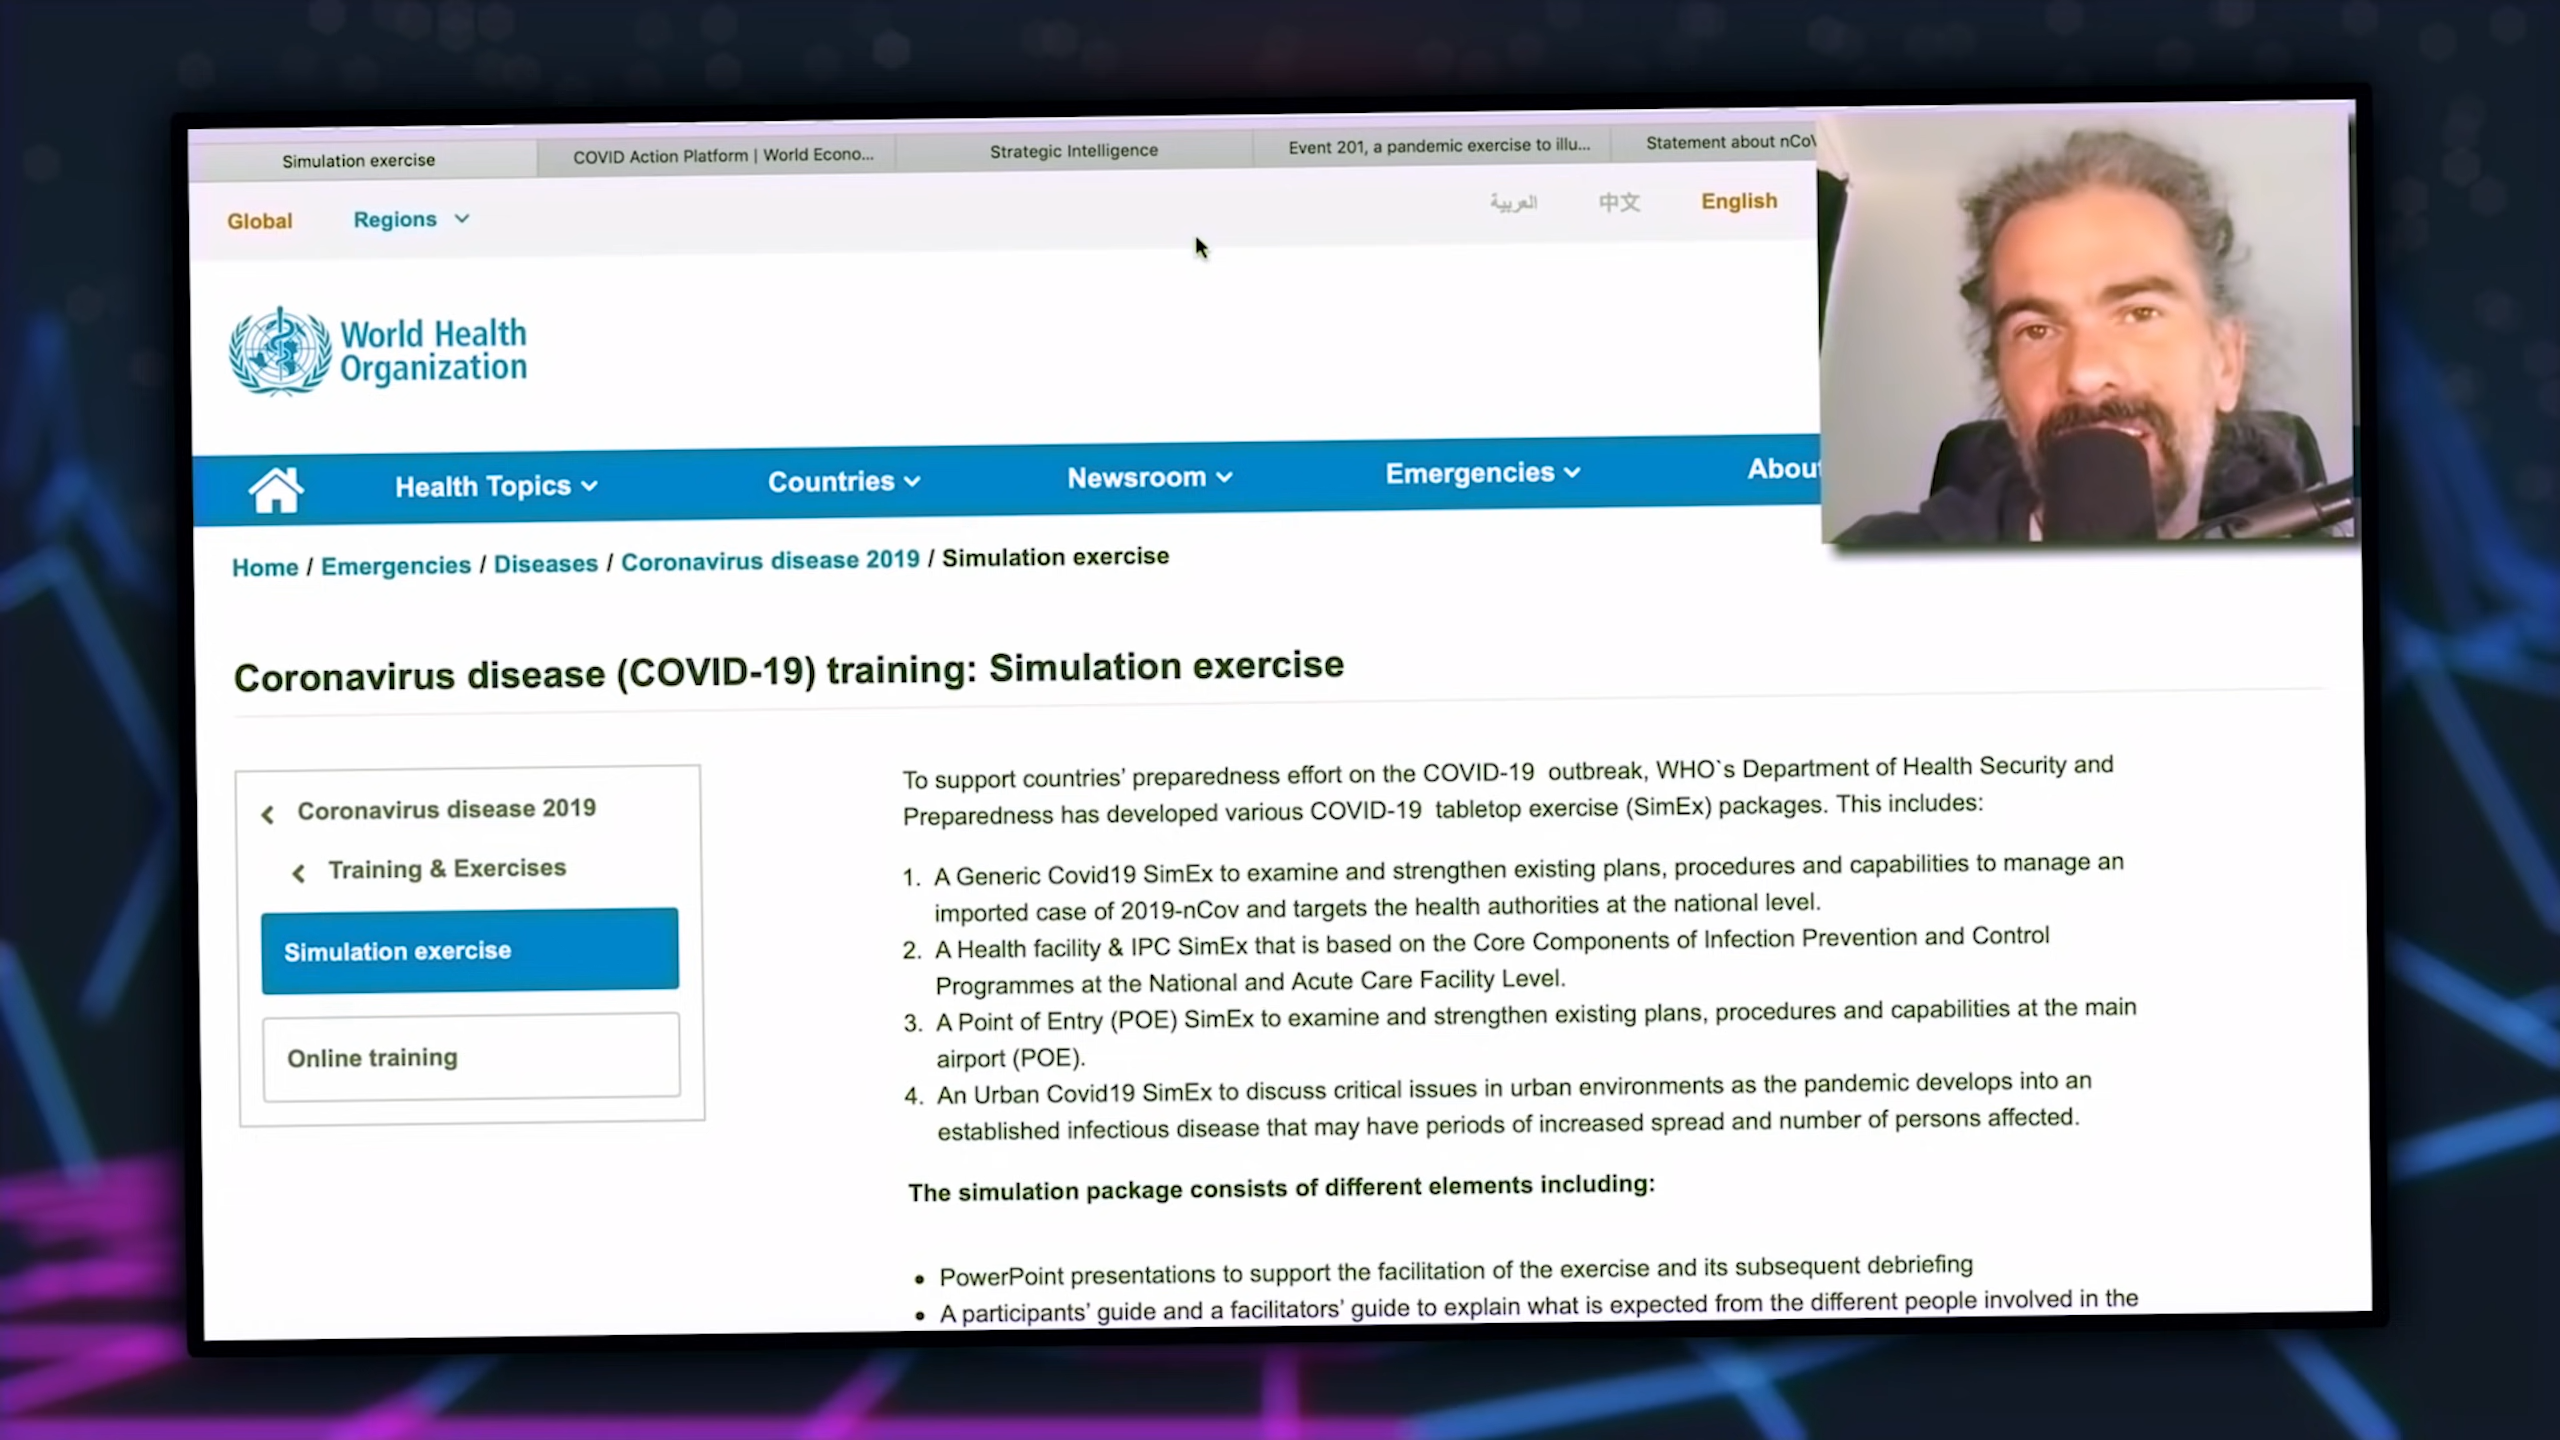 Simulation exercise
COVID Action Platform | World Econo...
Strategic Intelligence
Event 201, a pandemic exercise to illu...
Statement about nCoV
Global
Regions
العربية
中文
English
World Health
Organization
Health Topics
Countries
Newsroom
Emergencies
About
Home / Emergencies / Diseases / Coronavirus disease 2019 / Simulation exercise
Coronavirus disease (COVID-19) training: Simulation exercise
Coronavirus disease 2019
Training & Exercises
Simulation exercise
Online training
To support countries’ preparedness effort on the COVID-19 outbreak, WHO`s Department of Health Security and
Preparedness has developed various COVID-19 tabletop exercise (SimEx) packages. This includes:
1. A Generic Covid19 SimEx to examine and strengthen existing plans, procedures and capabilities to manage an
imported case of 2019-nCov and targets the health authorities at the national level.
2. A Health facility & IPC SimEx that is based on the Core Components of Infection Prevention and Control
Programmes at the National and Acute Care Facility Level.
3. A Point of Entry (POE) SimEx to examine and strengthen existing plans, procedures and capabilities at the main
airport (POE).
4. An Urban Covid19 SimEx to discuss critical issues in urban environments as the pandemic develops into an
established infectious disease that may have periods of increased spread and number of persons affected.
The simulation package consists of different elements including:
• PowerPoint presentations to support the facilitation of the exercise and its subsequent debriefing
• A participants’ guide and a facilitators’ guide to explain what is expected from the different people involved in the